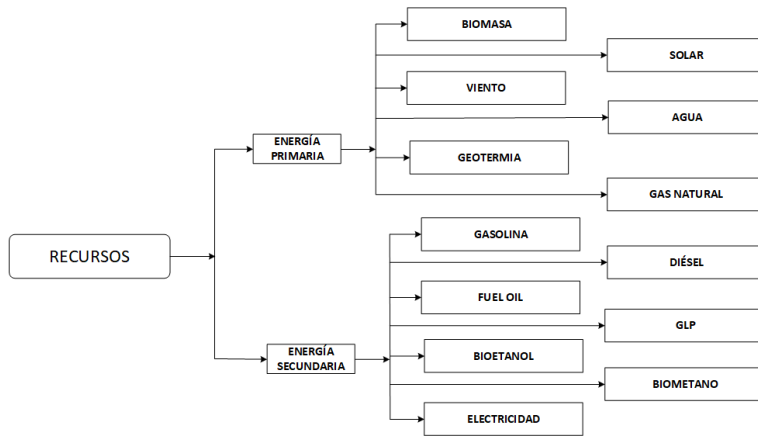 BIOMASA
SOLAR
VIENTO
AGUA
ENERGÍA
PRIMARIA
GEOTERMIA
GAS NATURAL
GASOLINA
RECURSOS
DIÉSEL
FUEL OIL
GLP
ENERGÍA
SECUNDARIA
BIOETANOL
BIOMETANO
ELECTRICIDAD